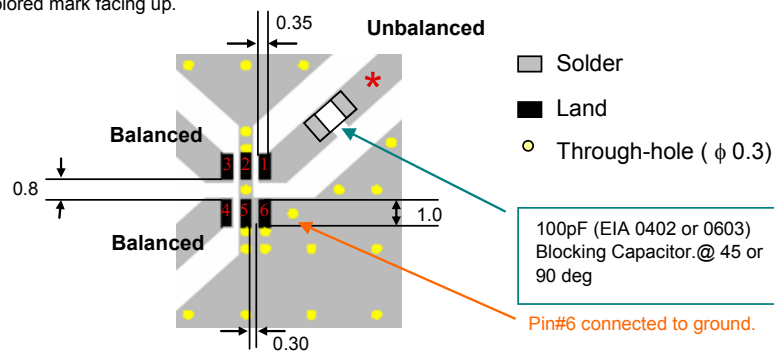 olored mark facing up.
0.35
Unbalanced
*
Solder
Land
Through-hole ( ϕ 0.3)
Balanced
3 2 1
0.8
4 5 6
1.0
Balanced
100pF (EIA 0402 or 0603)
Blocking Capacitor.@ 45 or
90 deg
Pin#6 connected to ground.
0.30